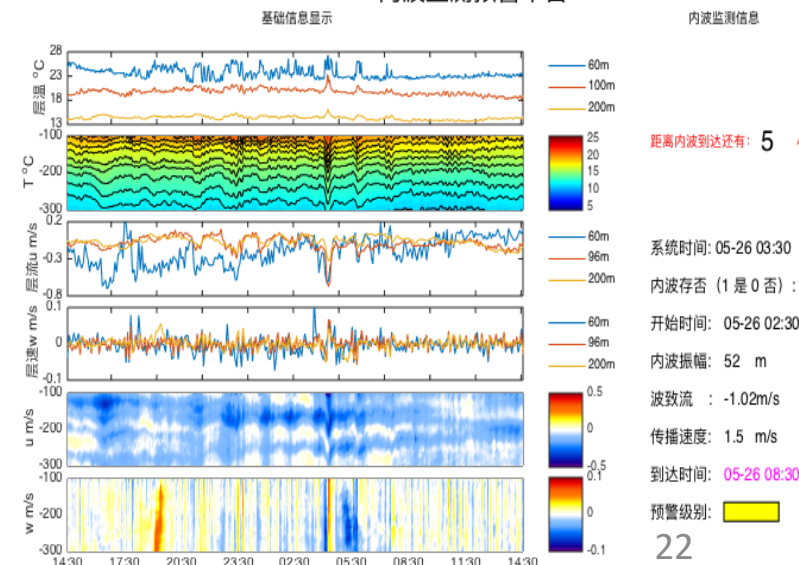 基础信息显示
内波监测信息
28
23
18
13
层温 °C
60m
100m
200m
-100
-200
-300
T °C
25
20
15
10
5
距离内波到达还有: 5
0.2
-0.3
-0.8
层流u m/s
60m
96m
200m
系统时间: 05-26 03:30
内波存否(1 是 0 否):
0.1
0
-0.1
层速w m/s
60m
96m
200m
开始时间: 05-26 02:30
内波振幅: 52 m
波致流 : -1.02m/s
-100
-200
-300
u m/s
0.5
0
-0.5
传播速度: 1.5 m/s
到达时间: 05-26 08:30
-100
-200
-300
w m/s
0.1
0
-0.1
预警级别:
22
14:30 17:30 20:30 23:30 02:30 05:30 08:30 11:30 14:30